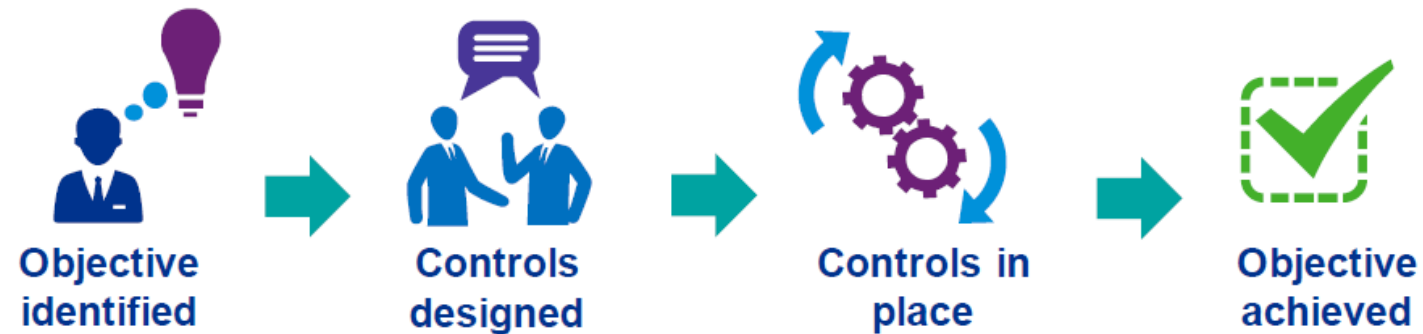 Objective
identified
Controls
designed
Controls in
place
Objective
achieved